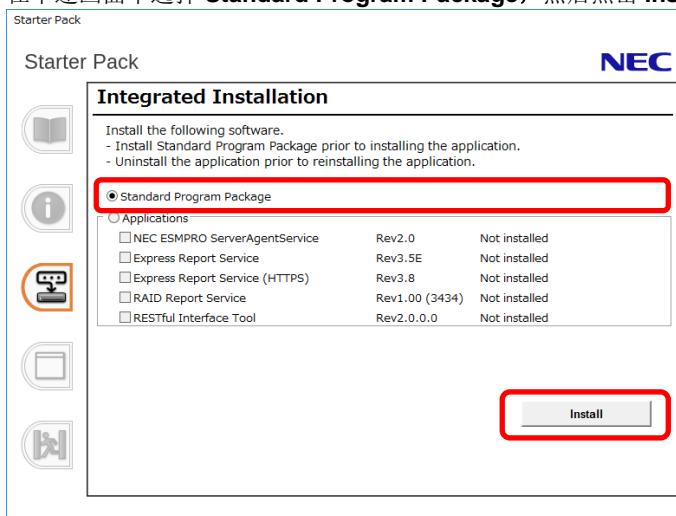 Standard Program Package
Starter Pack
Starter Pack
NEC
Integrated Installation
Install the following software.
- Install Standard Program Package prior to installing the application.
- Uninstall the application prior to reinstalling the application.
Standard Program Package
Applications
NEC ESMPRO ServerAgentService Rev2.0 Not installed
Express Report Service Rev3.5E Not installed
Express Report Service (HTTPS) Rev3.8 Not installed
RAID Report Service Rev1.00 (3434) Not installed
RESTful Interface Tool Rev2.0.0.0 Not installed
Install